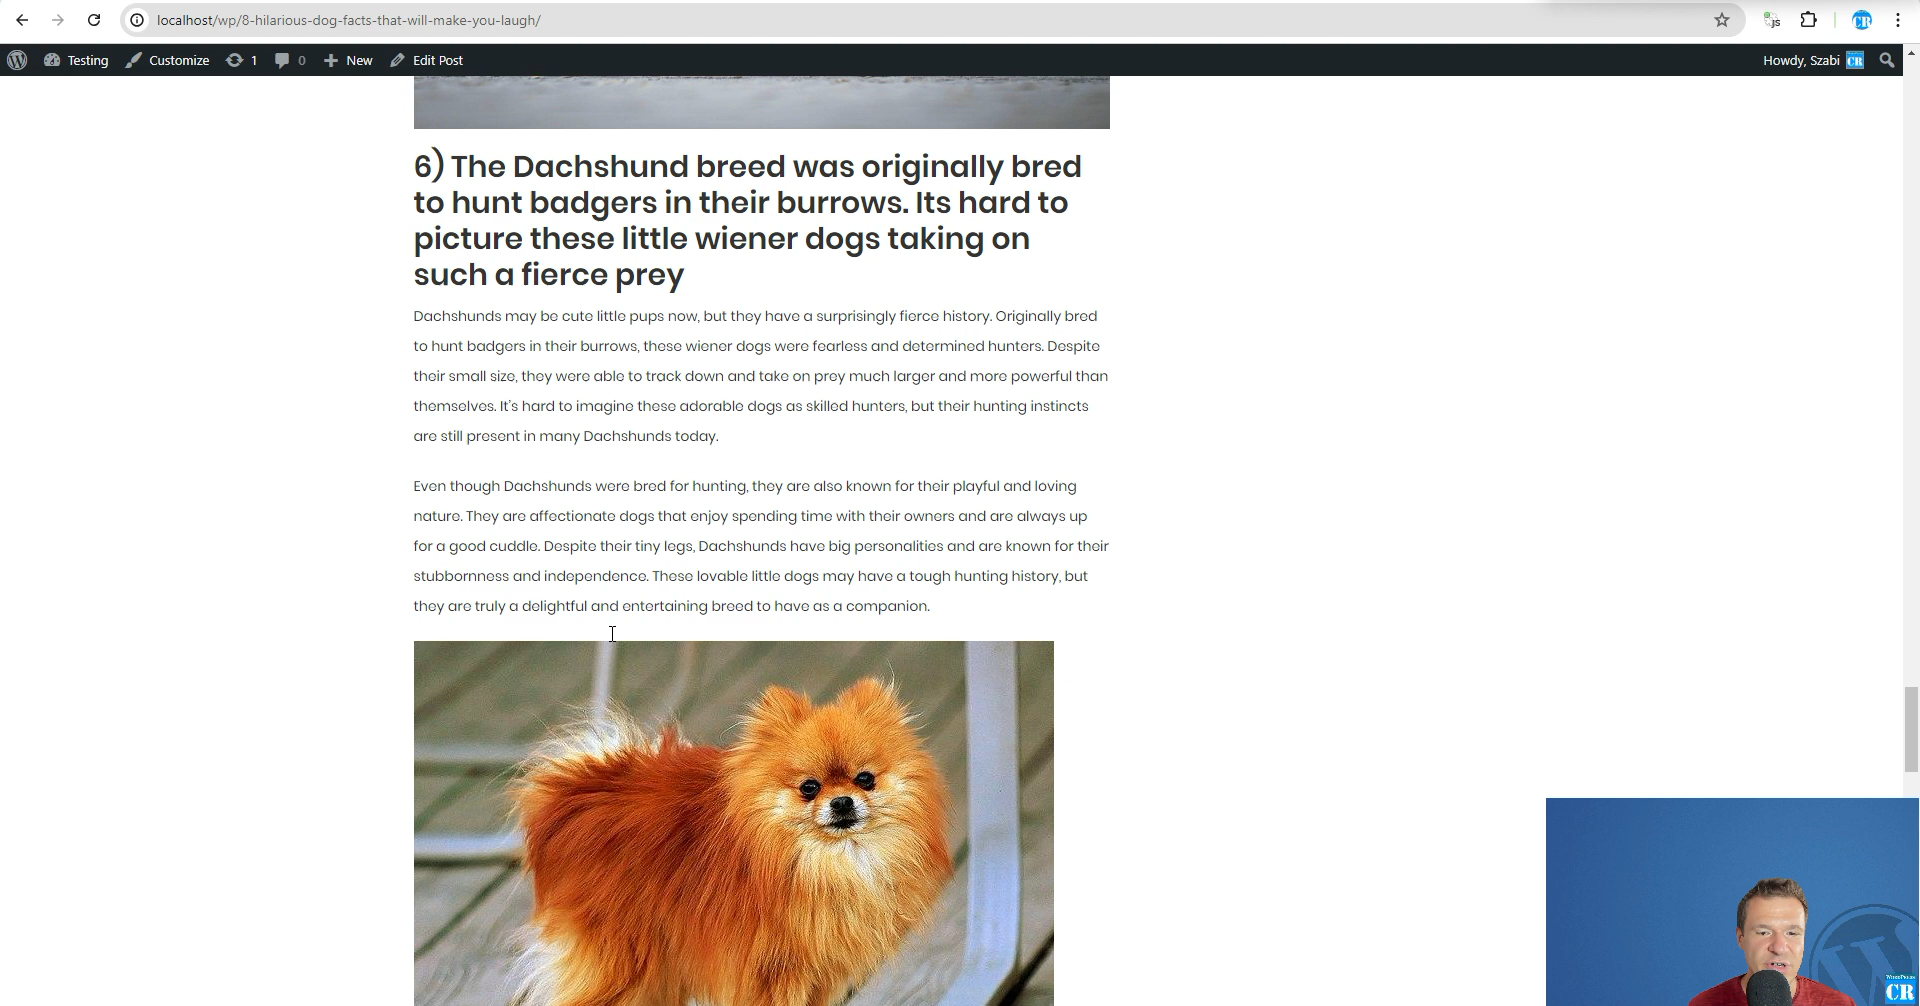 localhost/wp/8-hilarious-dog-facts-that-will-make-you-laugh/
js
CR
Testing Customize 1 0 New Edit Post
Howdy, Szabi CR
6) The Dachshund breed was originally bred
to hunt badgers in their burrows. Its hard to
picture these little wiener dogs taking on
such a fierce prey
Dachshunds may be cute little pups now, but they have a surprisingly fierce history. Originally bred
to hunt badgers in their burrows, these wiener dogs were fearless and determined hunters. Despite
their small size, they were able to track down and take on prey much larger and more powerful than
themselves. It's hard to imagine these adorable dogs as skilled hunters, but their hunting instincts
are still present in many Dachshunds today.
Even though Dachshunds were bred for hunting, they are also known for their playful and loving
nature. They are affectionate dogs that enjoy spending time with their owners and are always up
for a good cuddle. Despite their tiny legs, Dachshunds have big personalities and are known for their
stubbornness and independence. These lovable little dogs may have a tough hunting history, but
they are truly a delightful and entertaining breed to have as a companion.
WordPress
CR